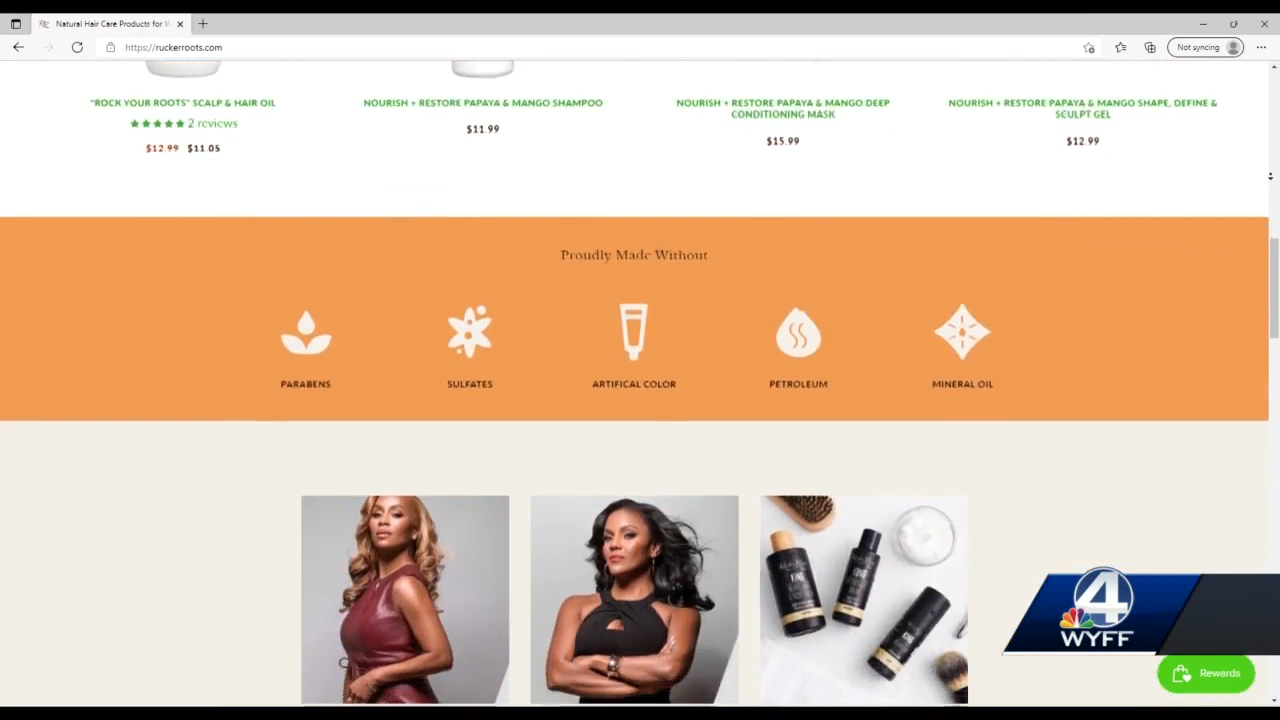 Natural Hair Care Products for W
https://ruckerroots.com
Not syncing
"ROCK YOUR ROOTS" SCALP & HAIR OIL
2 reviews
$12.99 $11.05
NOURISH + RESTORE PAPAYA & MANGO SHAMPOO
$11.99
NOURISH + RESTORE PAPAYA & MANGO DEEP
CONDITIONING MASK
$15.99
NOURISH + RESTORE PAPAYA & MANGO SHAPE, DEFINE &
SCULPT GEL
$12.99
Proudly Made Without
PARABENS
SULFATES
ARTIFICAL COLOR
PETROLEUM
MINERAL OIL
4
WYFF
Rewards